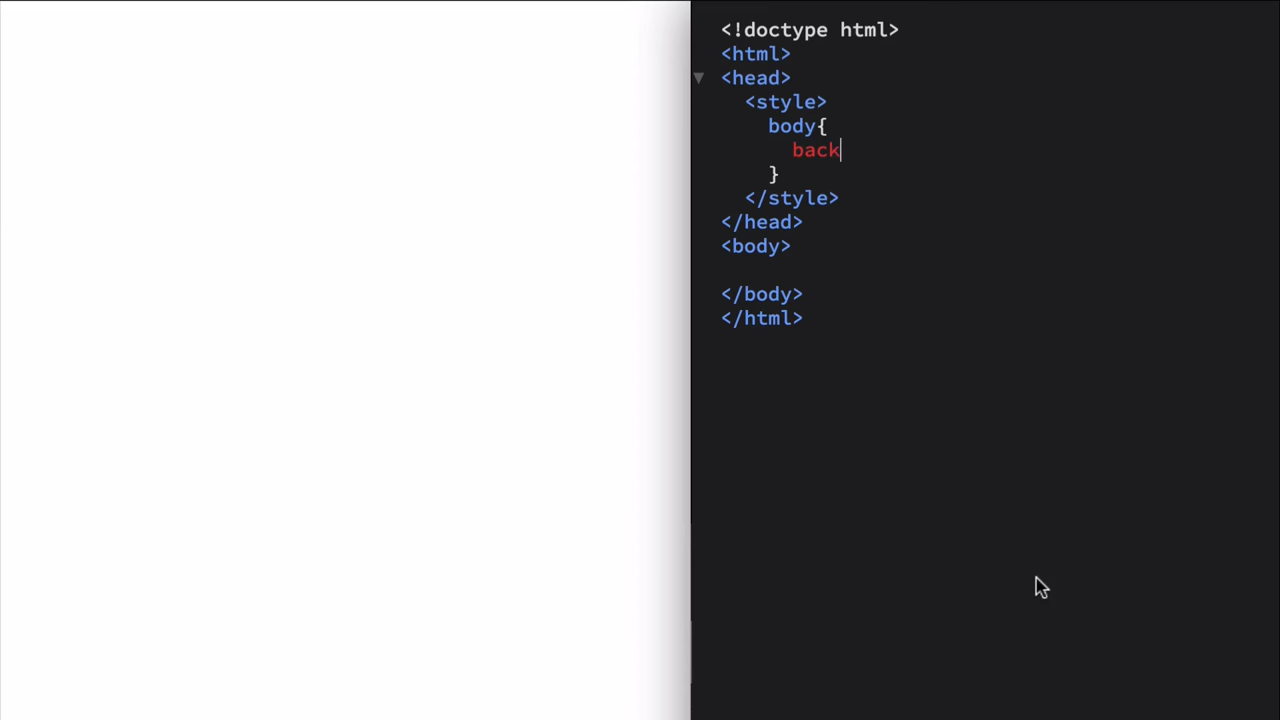 <!doctype html>
<html>
<head>
<style>
body{
back
}
</style>
</head>
<body>
</body>
</html>